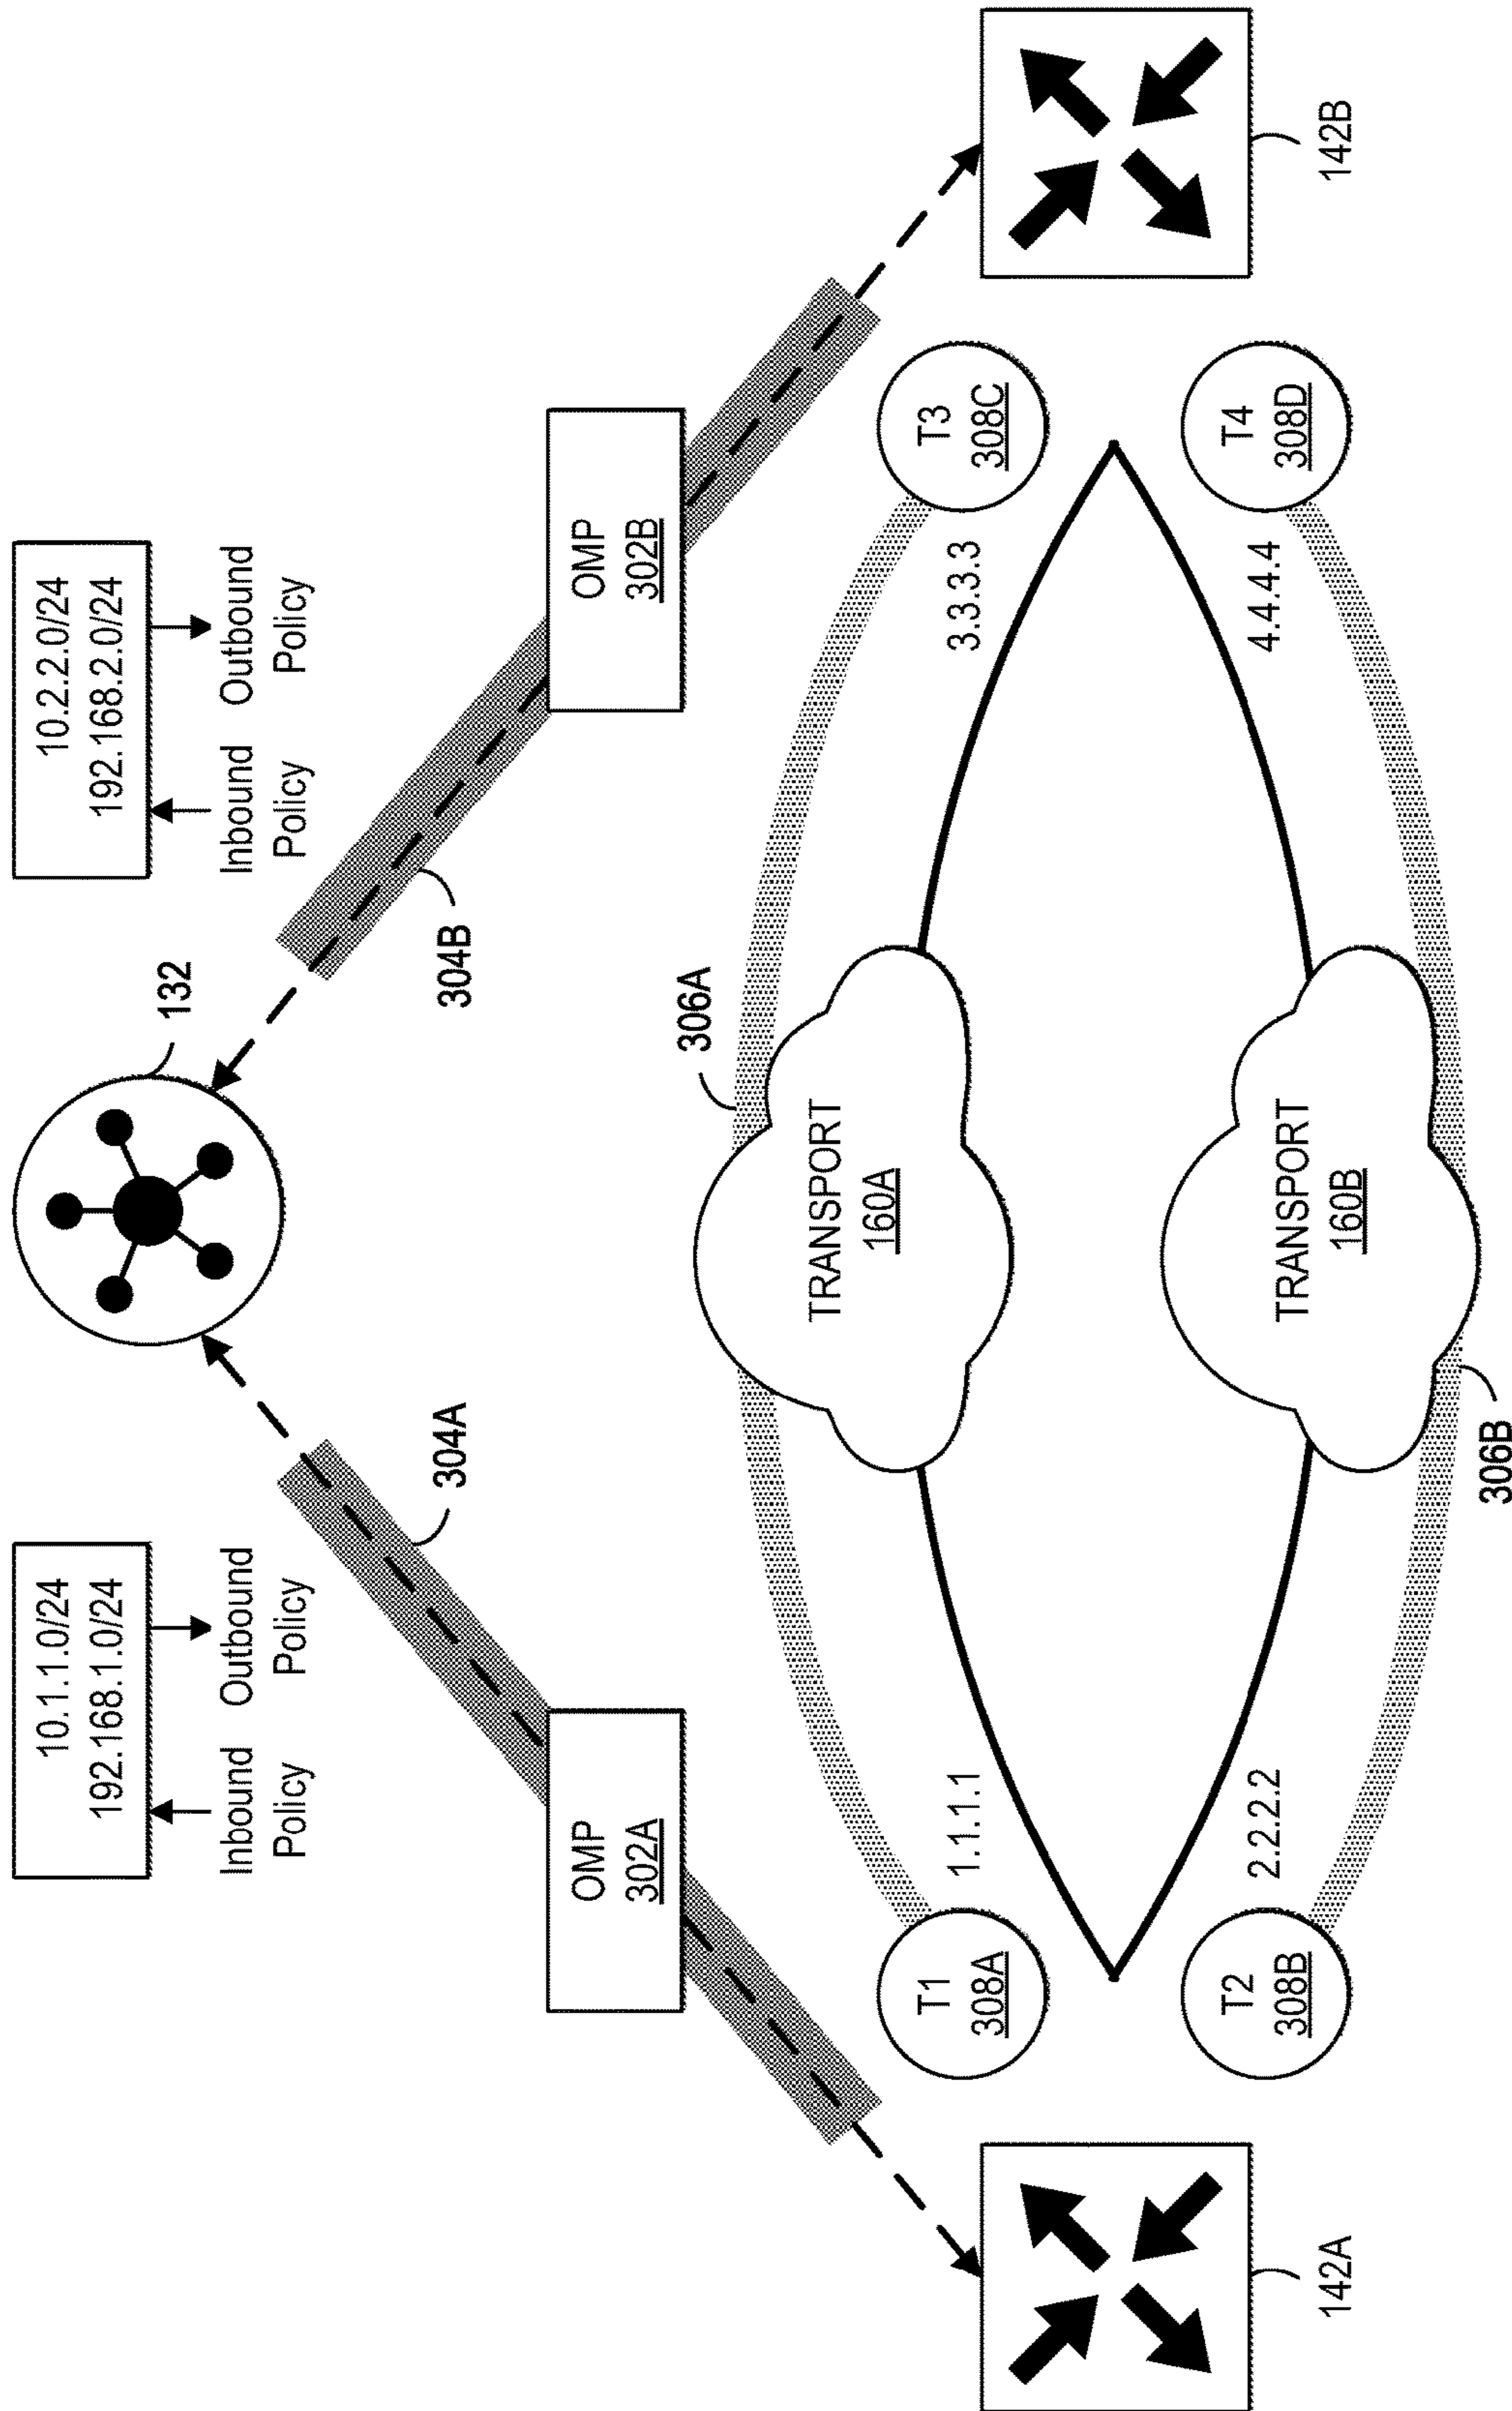 10.1.1.0/24
192.168.1.0/24
Inbound
Policy
Outbound
Policy
132
10.2.2.0/24
192.168.2.0/24
Inbound
Policy
Outbound
Policy
304A
304B
OMP
302A
OMP
302B
306A
T1
308A
1.1.1.1
TRANSPORT
160A
3.3.3.3
T3
308C
142A
T2
308B
2.2.2.2
TRANSPORT
160B
4.4.4.4
T4
308D
142B
306B